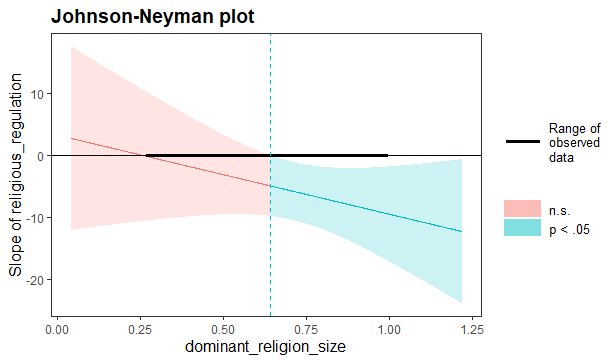 Johnson-Neyman plot
Slope of religious_regulation
10
0
-10
-20
0.00
0.25
0.50
0.75
1.00
1.25
dominant_religion_size
Range of
observed
data
n.s.
p < .05